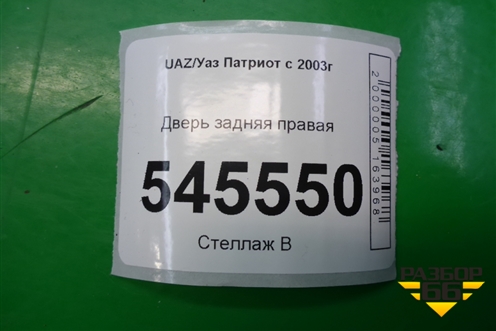 UAZ/Уаз Патриот с 2003г
Дверь задняя правая
545550
Стеллаж В
2000005163968
РАЗБОР
66